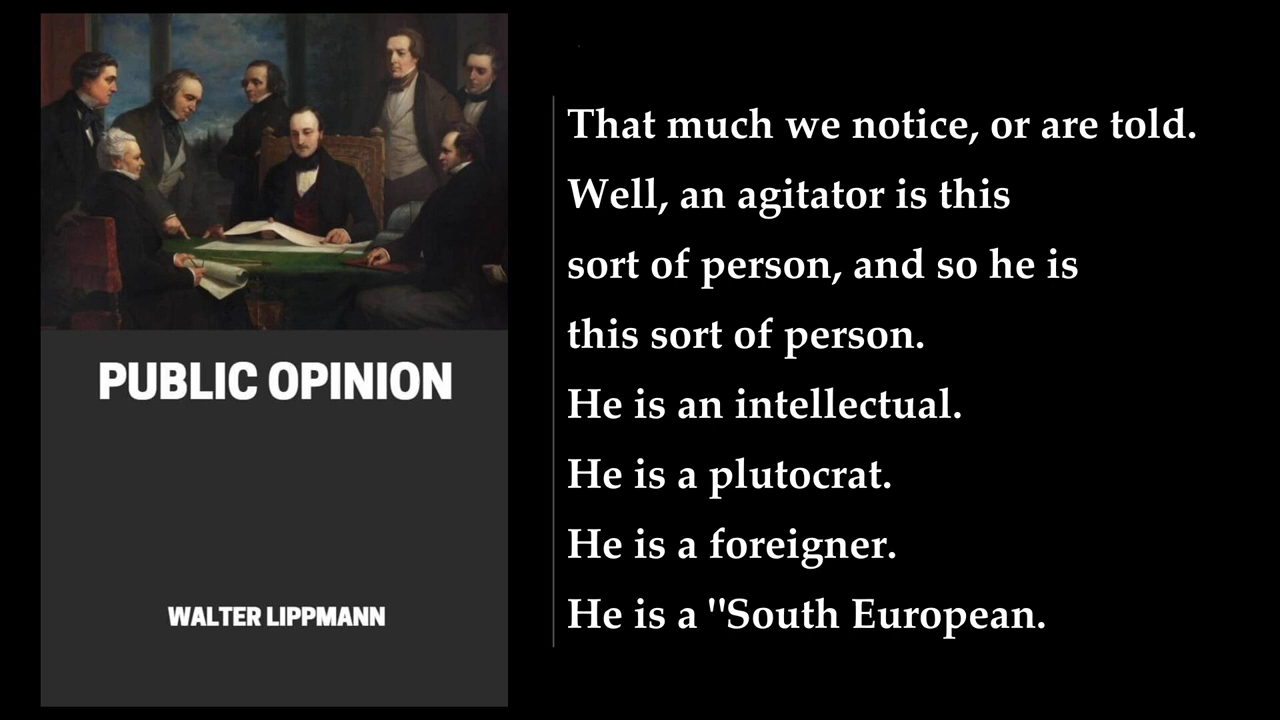 PUBLIC OPINION
WALTER LIPPMANN
That much we notice, or are told.
Well, an agitator is this
sort of person, and so he is
this sort of person.
He is an intellectual.
He is a plutocrat.
He is a foreigner.
He is a "South European.